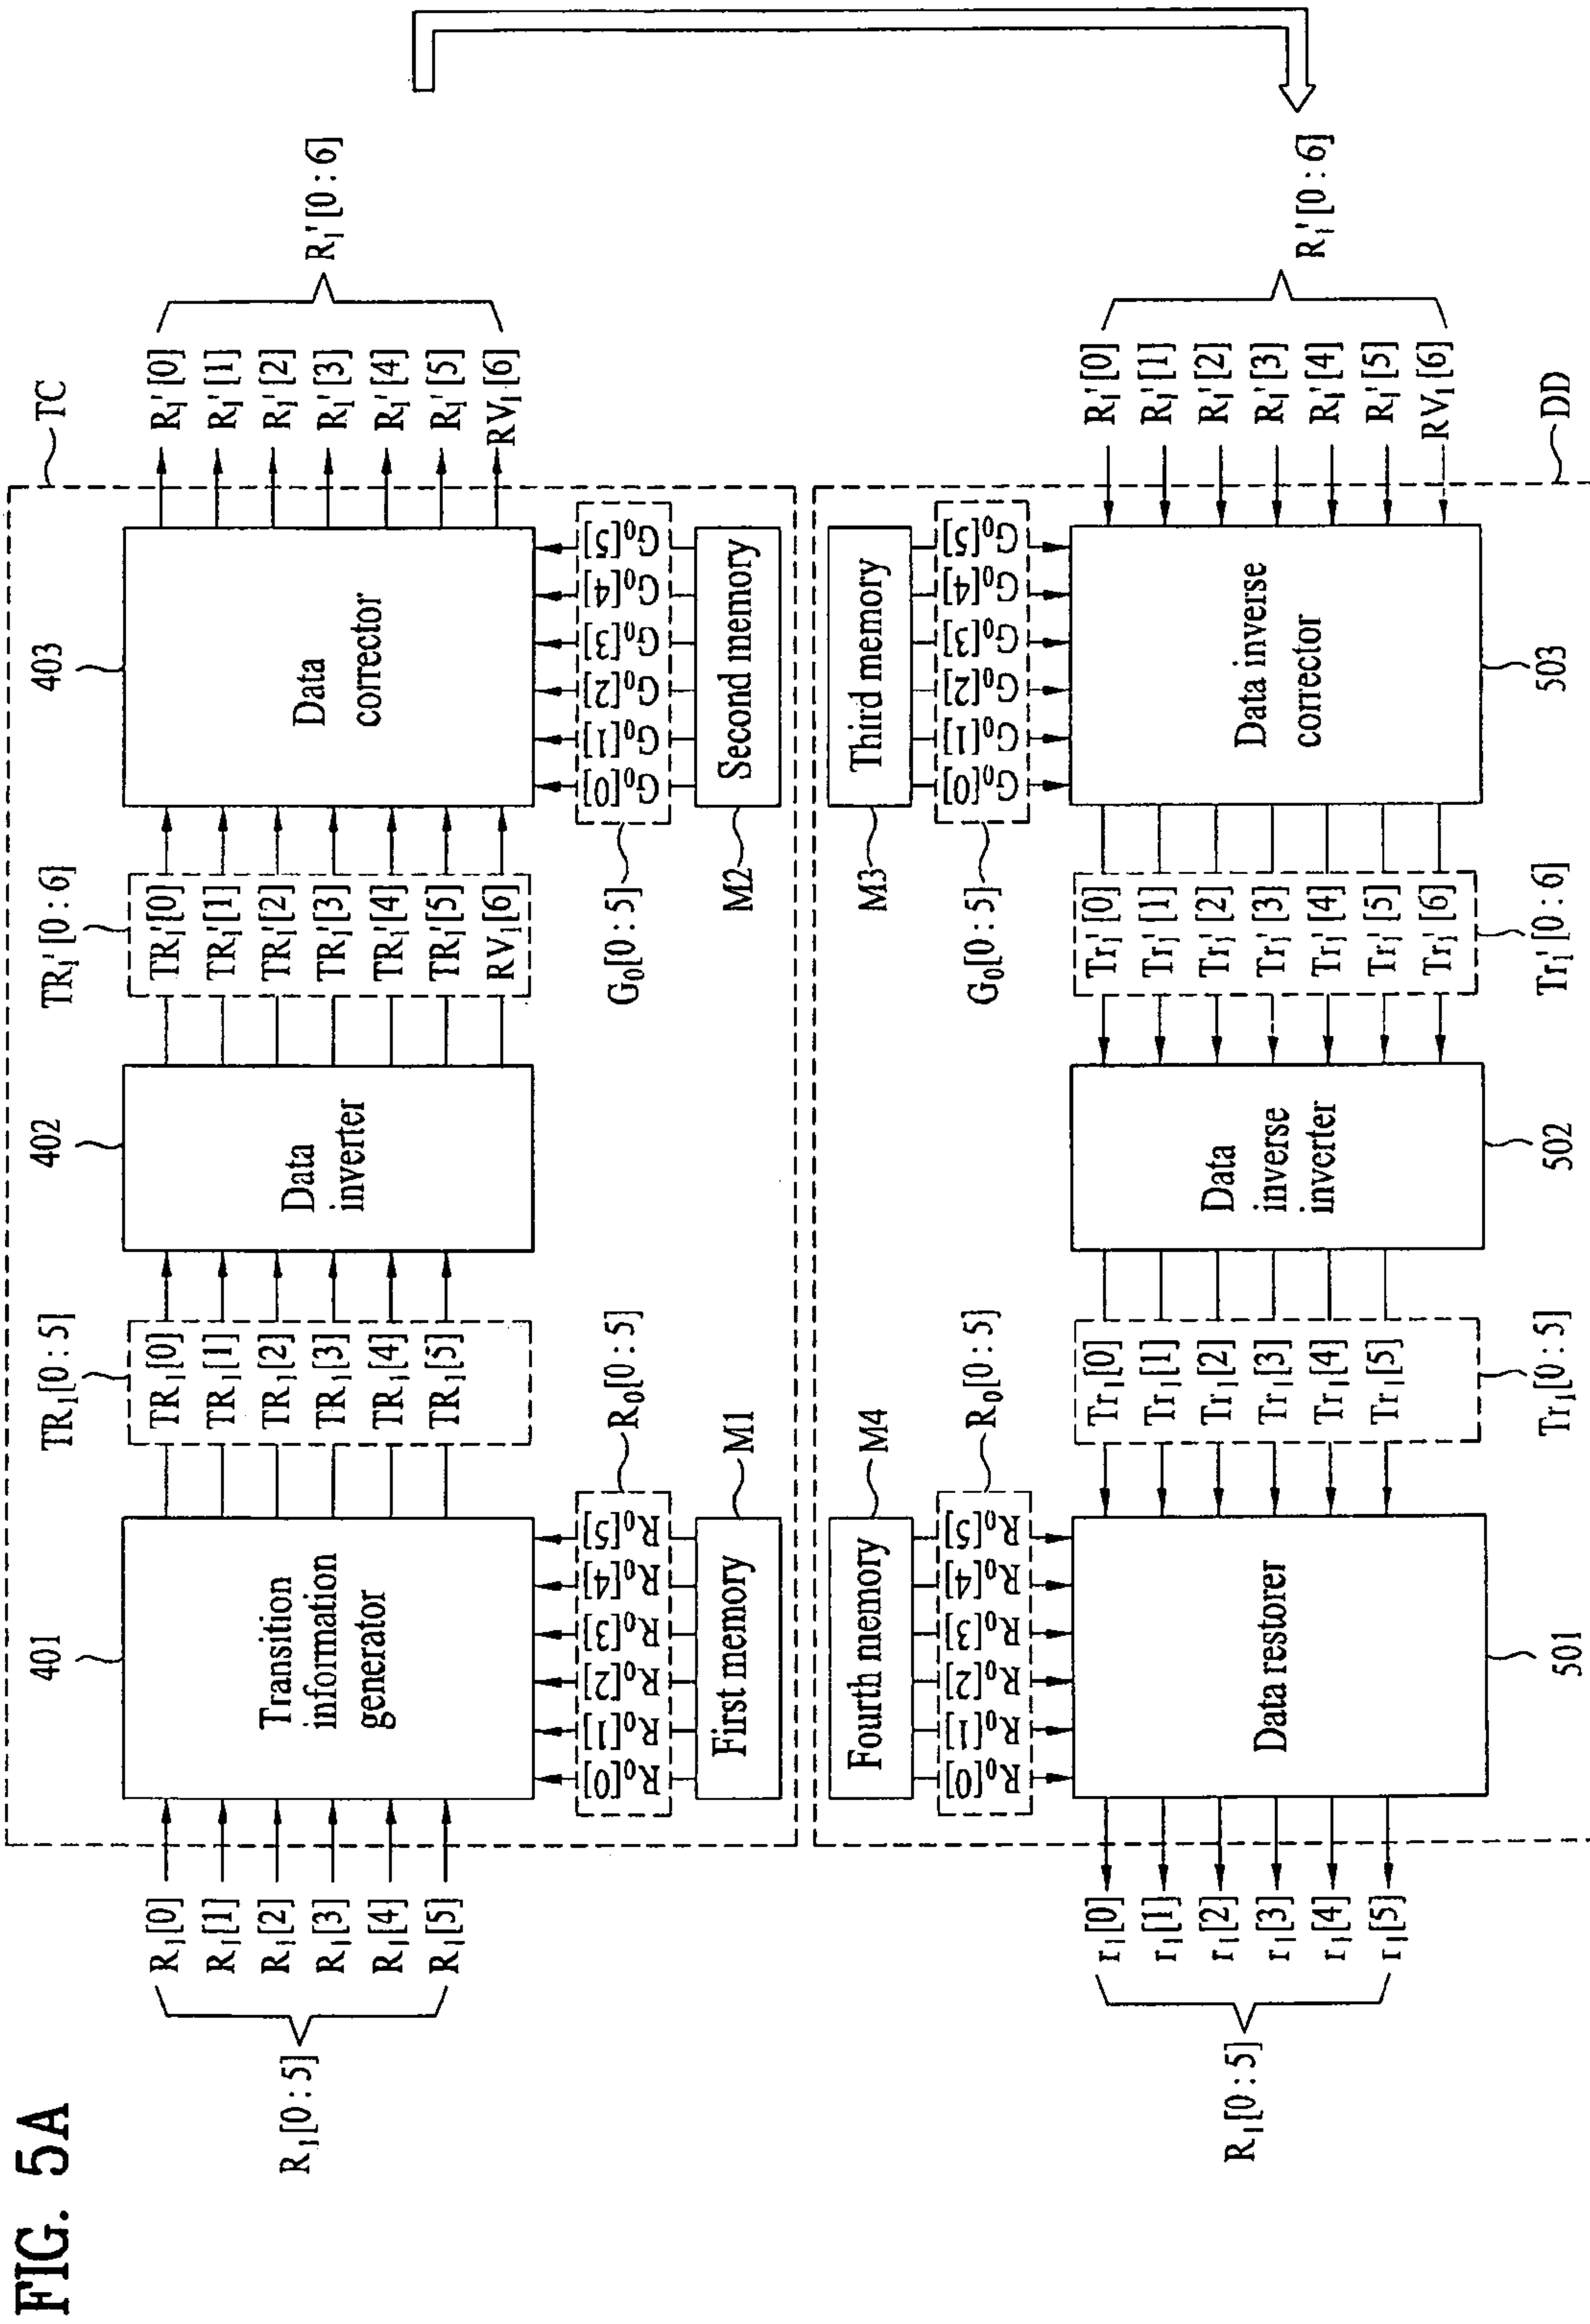 FIG. 5A
TC
401
402
403
R₁[0:5]
R₁[0]
R₁[1]
R₁[2]
R₁[3]
R₁[4]
R₁[5]
Transition
information
generator
TR₁[0:5]
TR₁[0]
TR₁[1]
TR₁[2]
TR₁[3]
TR₁[4]
TR₁[5]
Data
inverter
TR₁'[0:6]
TR₁'[0]
TR₁'[1]
TR₁'[2]
TR₁'[3]
TR₁'[4]
TR₁'[5]
RV₁[6]
Data
corrector
R₁'[0]
R₁'[1]
R₁'[2]
R₁'[3]
R₁'[4]
R₁'[5]
RV₁[6]
R₁'[0:6]
R₀[0]
R₀[1]
R₀[2]
R₀[3]
R₀[4]
R₀[5]
R₀[0:5]
First memory
M1
G₀[0:5]
G₀[0]
G₀[1]
G₀[2]
G₀[3]
G₀[4]
G₀[5]
M2
Second memory
Fourth memory
M4
R₀[0]
R₀[1]
R₀[2]
R₀[3]
R₀[4]
R₀[5]
R₀[0:5]
M3
Third memory
G₀[0:5]
G₀[0]
G₀[1]
G₀[2]
G₀[3]
G₀[4]
G₀[5]
R₁[0:5]
r₁[0]
r₁[1]
r₁[2]
r₁[3]
r₁[4]
r₁[5]
Data restorer
Tr₁[0]
Tr₁[1]
Tr₁[2]
Tr₁[3]
Tr₁[4]
Tr₁[5]
Tr₁[0:5]
Data
inverse
inverter
Tr₁'[0]
Tr₁'[1]
Tr₁'[2]
Tr₁'[3]
Tr₁'[4]
Tr₁'[5]
Tr₁'[6]
Tr₁'[0:6]
Data inverse
corrector
R₁'[0]
R₁'[1]
R₁'[2]
R₁'[3]
R₁'[4]
R₁'[5]
RV₁[6]
R₁'[0:6]
501
502
503
DD